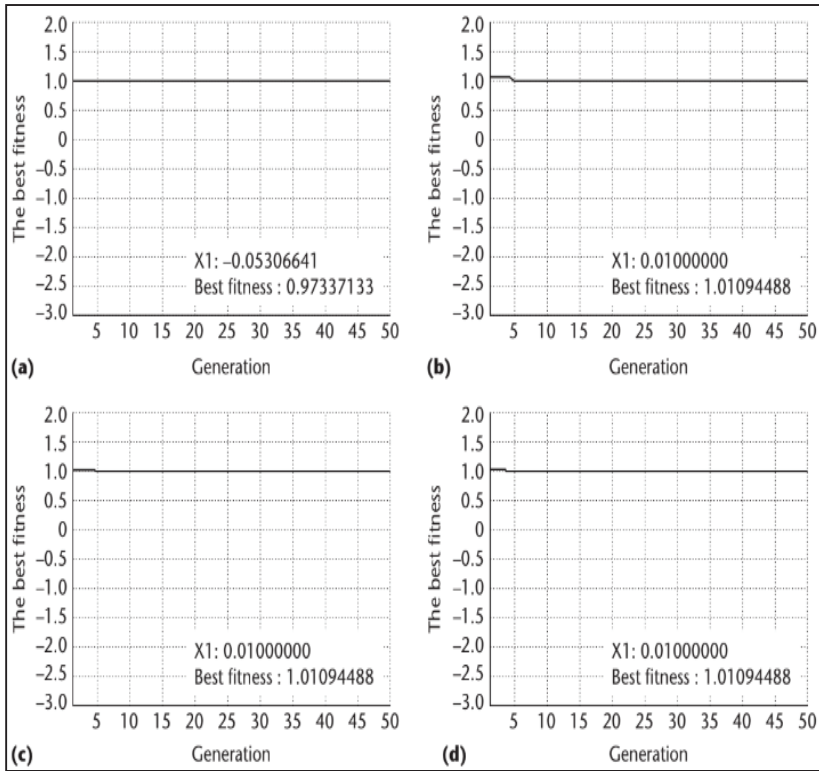 2.0
1.5
1.0
0.5
0
–0.5
–1.0
–1.5
–2.0
–2.5
–3.0
The best fitness
X1: –0.05306641
Best fitness : 0.97337133
5 10 15 20 25 30 35 40 45 50
(a) Generation
2.0
1.5
1.0
0.5
0
–0.5
–1.0
–1.5
–2.0
–2.5
–3.0
The best fitness
X1: 0.01000000
Best fitness : 1.01094488
5 10 15 20 25 30 35 40 45 50
(b) Generation
2.0
1.5
1.0
0.5
0
–0.5
–1.0
–1.5
–2.0
–2.5
–3.0
The best fitness
X1: 0.01000000
Best fitness : 1.01094488
5 10 15 20 25 30 35 40 45 50
(c) Generation
2.0
1.5
1.0
0.5
0
–0.5
–1.0
–1.5
–2.0
–2.5
–3.0
The best fitness
X1: 0.01000000
Best fitness : 1.01094488
5 10 15 20 25 30 35 40 45 50
(d) Generation